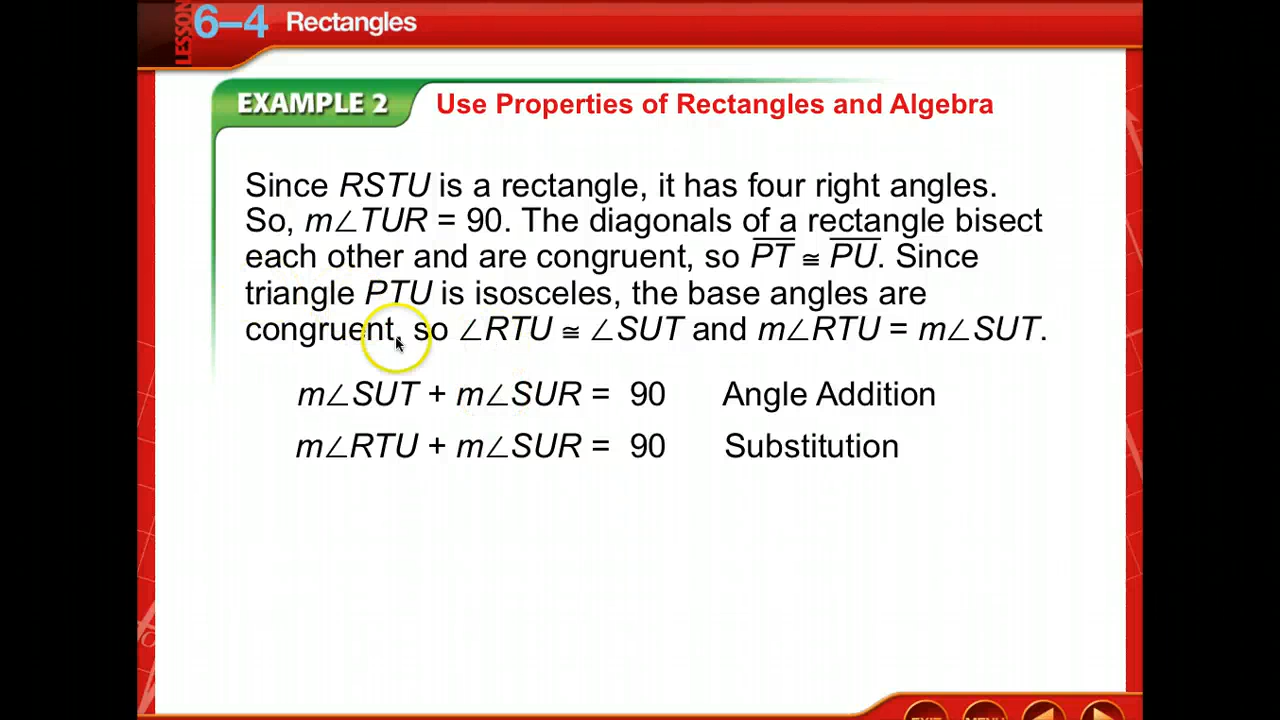 LESSON 6–4 Rectangles
EXAMPLE 2 Use Properties of Rectangles and Algebra
Since RSTU is a rectangle, it has four right angles.
So, m∠TUR = 90. The diagonals of a rectangle bisect
each other and are congruent, so P̅T̅ ≅ P̅U̅. Since
triangle PTU is isosceles, the base angles are
congruent, so ∠RTU ≅ ∠SUT and m∠RTU = m∠SUT.
m∠SUT + m∠SUR = 90 Angle Addition
m∠RTU + m∠SUR = 90 Substitution
EXIT MENU